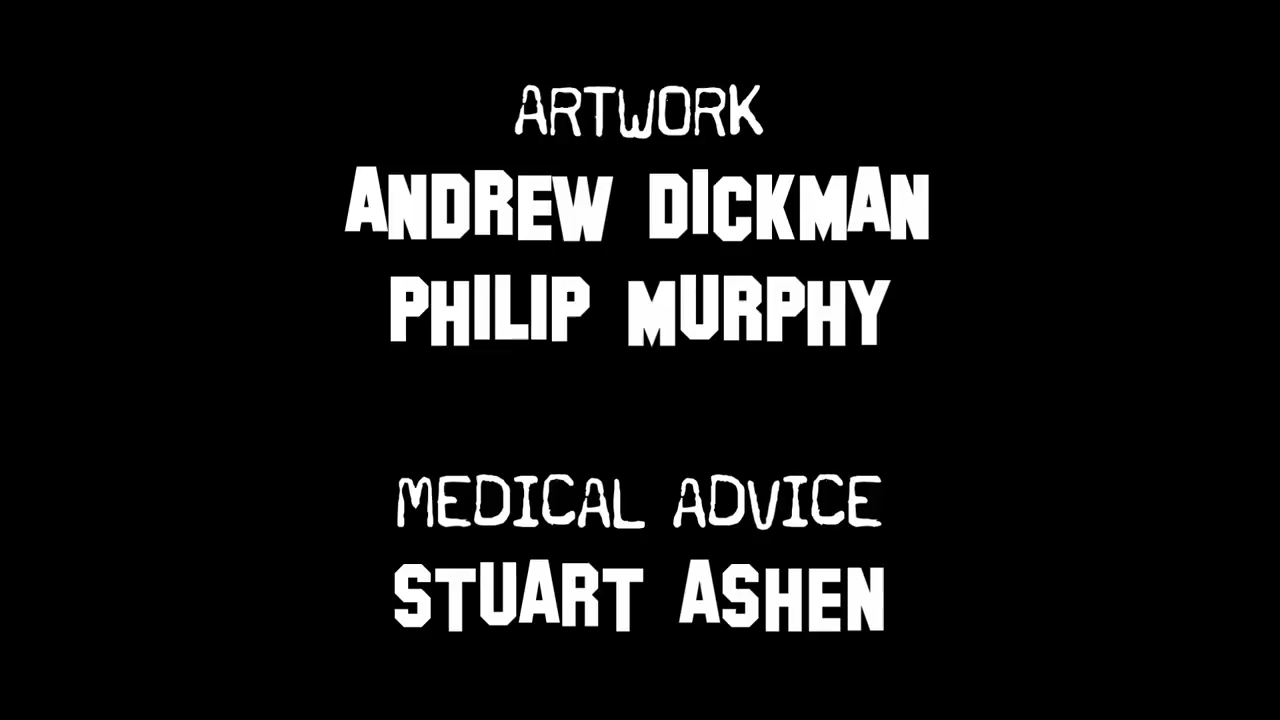 ARTWORK
ANDREW DICKMAN
PHILIP MURPHY
MEDICAL ADVICE
STUART ASHEN